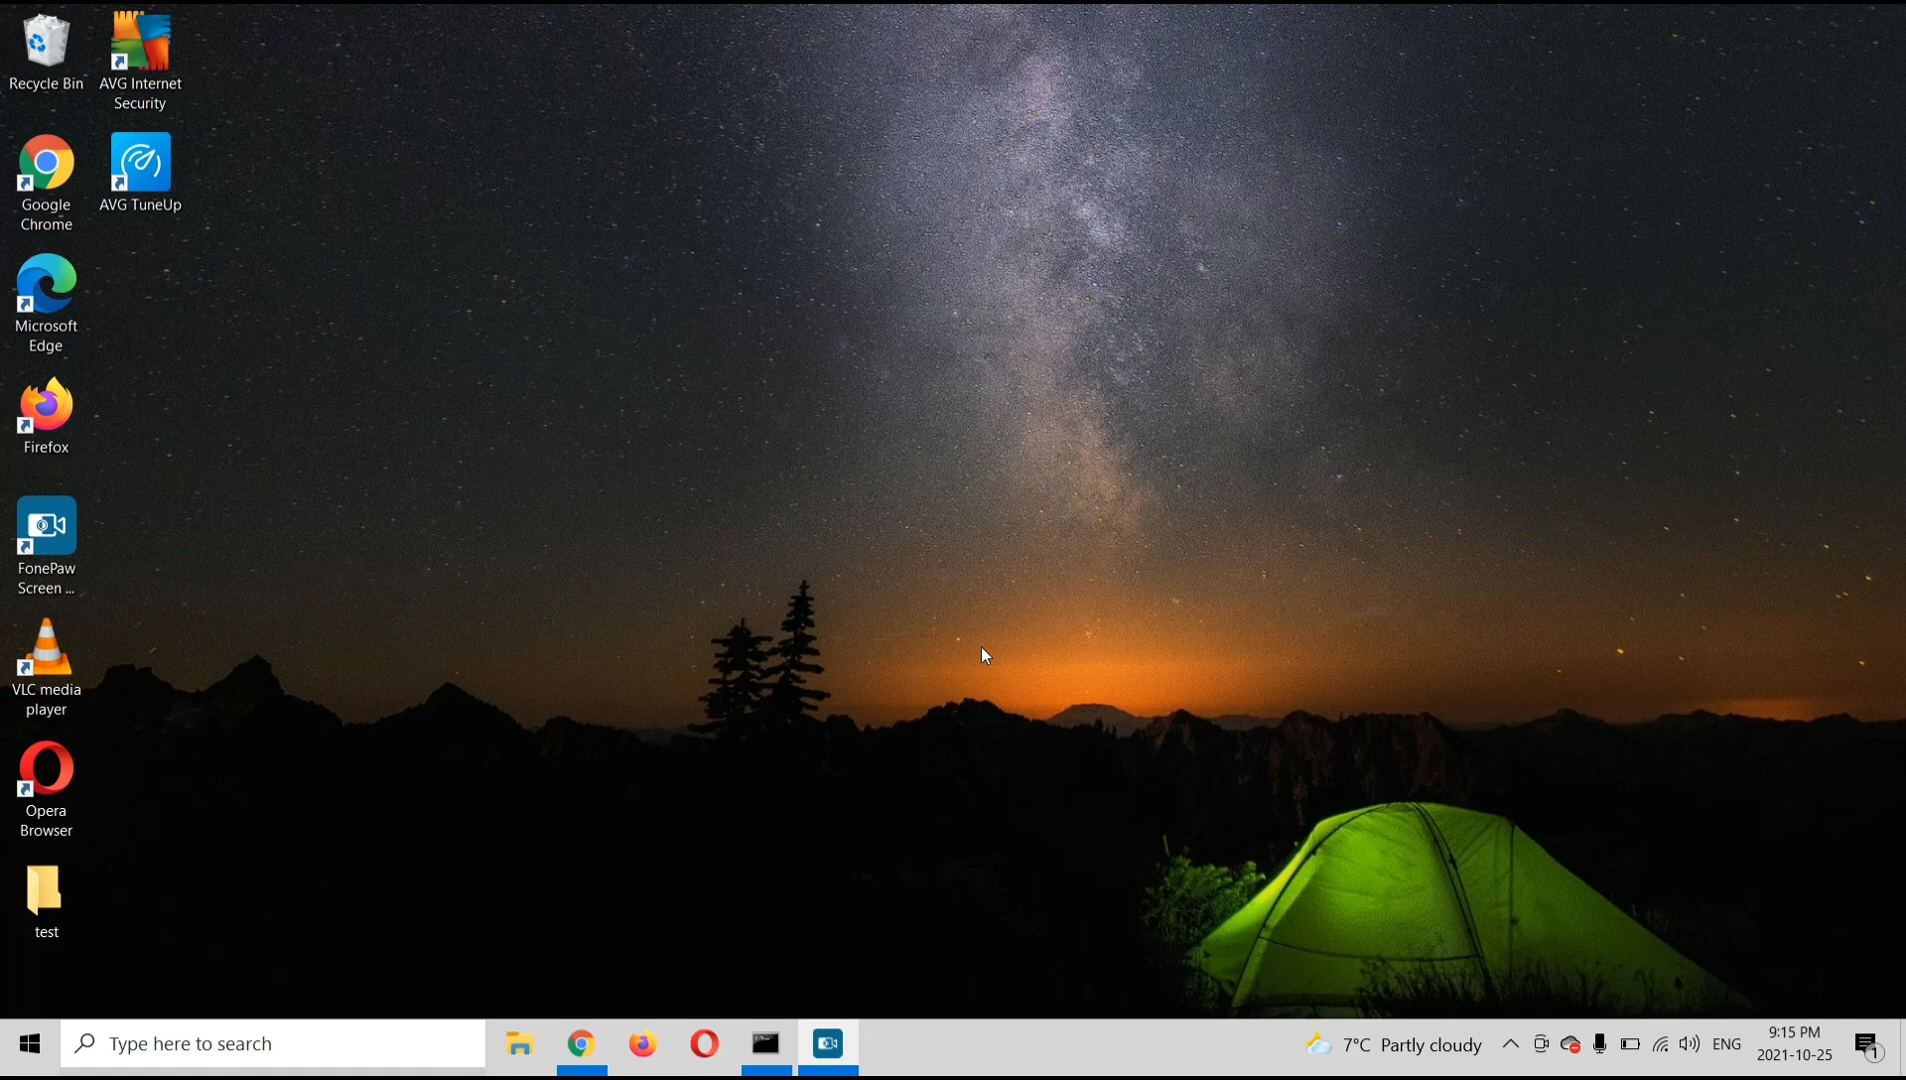 Recycle Bin
AVG Internet
Security
Google
Chrome
AVG TuneUp
Microsoft
Edge
Firefox
FonePaw
Screen ...
VLC media
player
Opera
Browser
test
Type here to search
7°C Partly cloudy
ENG
9:15 PM
2021-10-25
1